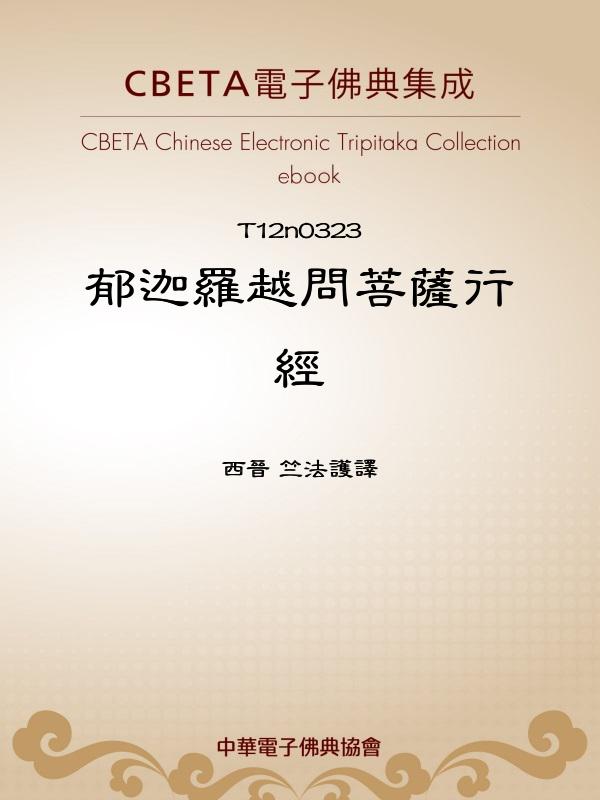 CBETA電子佛典集成
CBETA Chinese Electronic Tripitaka Collection
ebook
T12n0323
郁迦羅越問菩薩行
經
西晉 竺法護譯
中華電子佛典協會